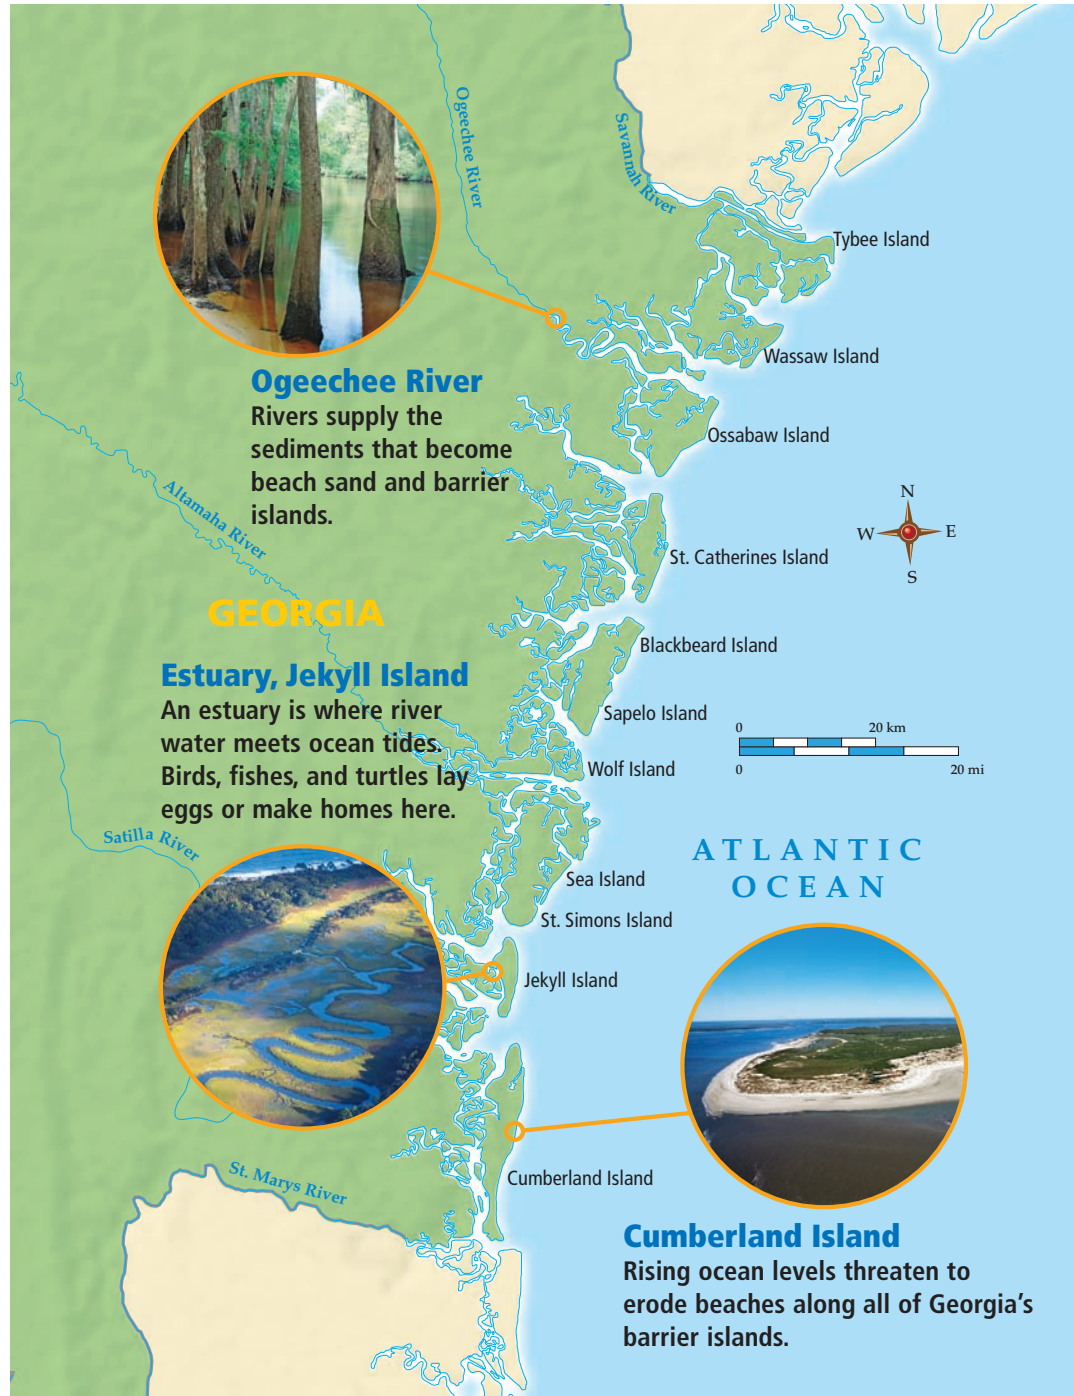 Ogeechee River
Savannah River
Tybee Island
Wassaw Island
Ogeechee River
Rivers supply the
sediments that become
beach sand and barrier
islands.
Ossabaw Island
Altamaha River
N
W E
S
St. Catherines Island
GEORGIA
Blackbeard Island
Estuary, Jekyll Island
An estuary is where river
water meets ocean tides.
Birds, fishes, and turtles lay
eggs or make homes here.
Sapelo Island
0 20 km
0 20 mi
Wolf Island
Satilla River
ATLANTIC
OCEAN
Sea Island
St. Simons Island
Jekyll Island
St. Marys River
Cumberland Island
Cumberland Island
Rising ocean levels threaten to
erode beaches along all of Georgia's
barrier islands.